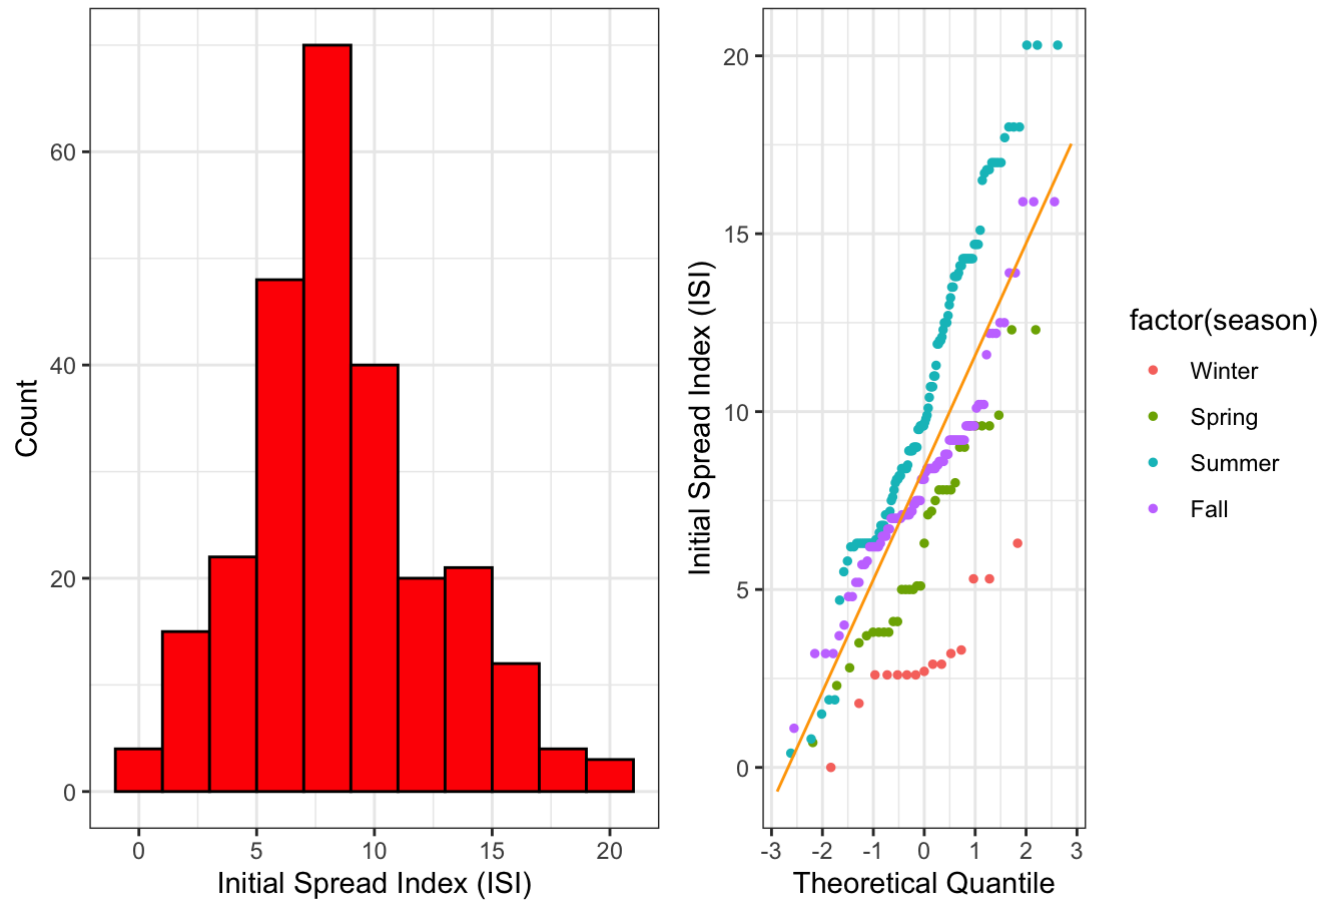 60
40
20
0
Count
0 5 10 15 20
Initial Spread Index (ISI)
20
15
10
5
0
Initial Spread Index (ISI)
-3 -2 -1 0 1 2 3
Theoretical Quantile
factor(season)
Winter
Spring
Summer
Fall